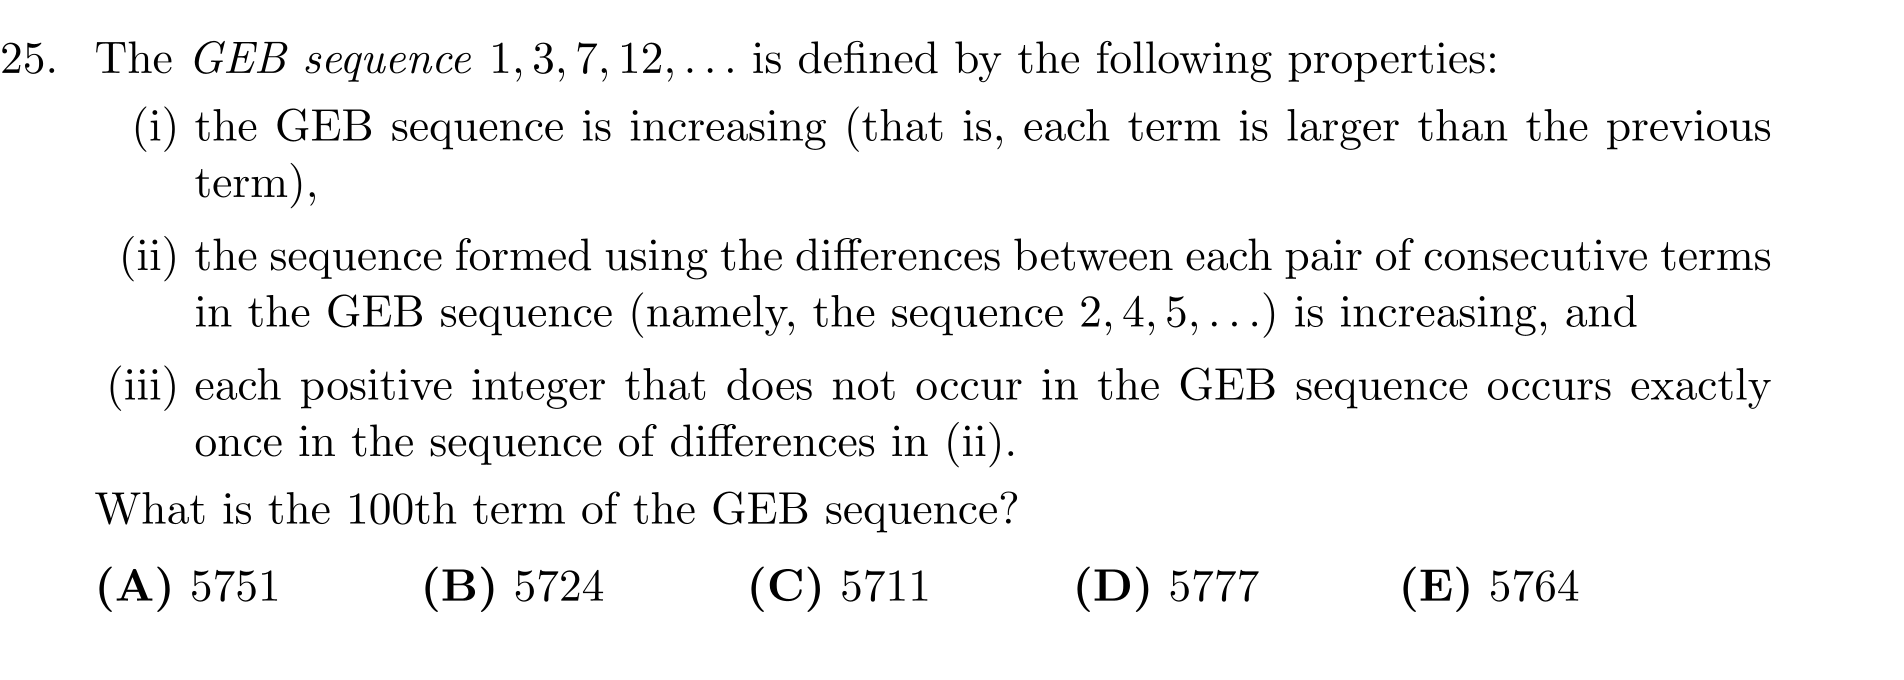 25. The GEB sequence 1, 3, 7, 12, . . . is defined by the following properties:
(i) the GEB sequence is increasing (that is, each term is larger than the previous
term),
(ii) the sequence formed using the differences between each pair of consecutive terms
in the GEB sequence (namely, the sequence 2, 4, 5, . . .) is increasing, and
(iii) each positive integer that does not occur in the GEB sequence occurs exactly
once in the sequence of differences in (ii).
What is the 100th term of the GEB sequence?
(A) 5751 (B) 5724 (C) 5711 (D) 5777 (E) 5764